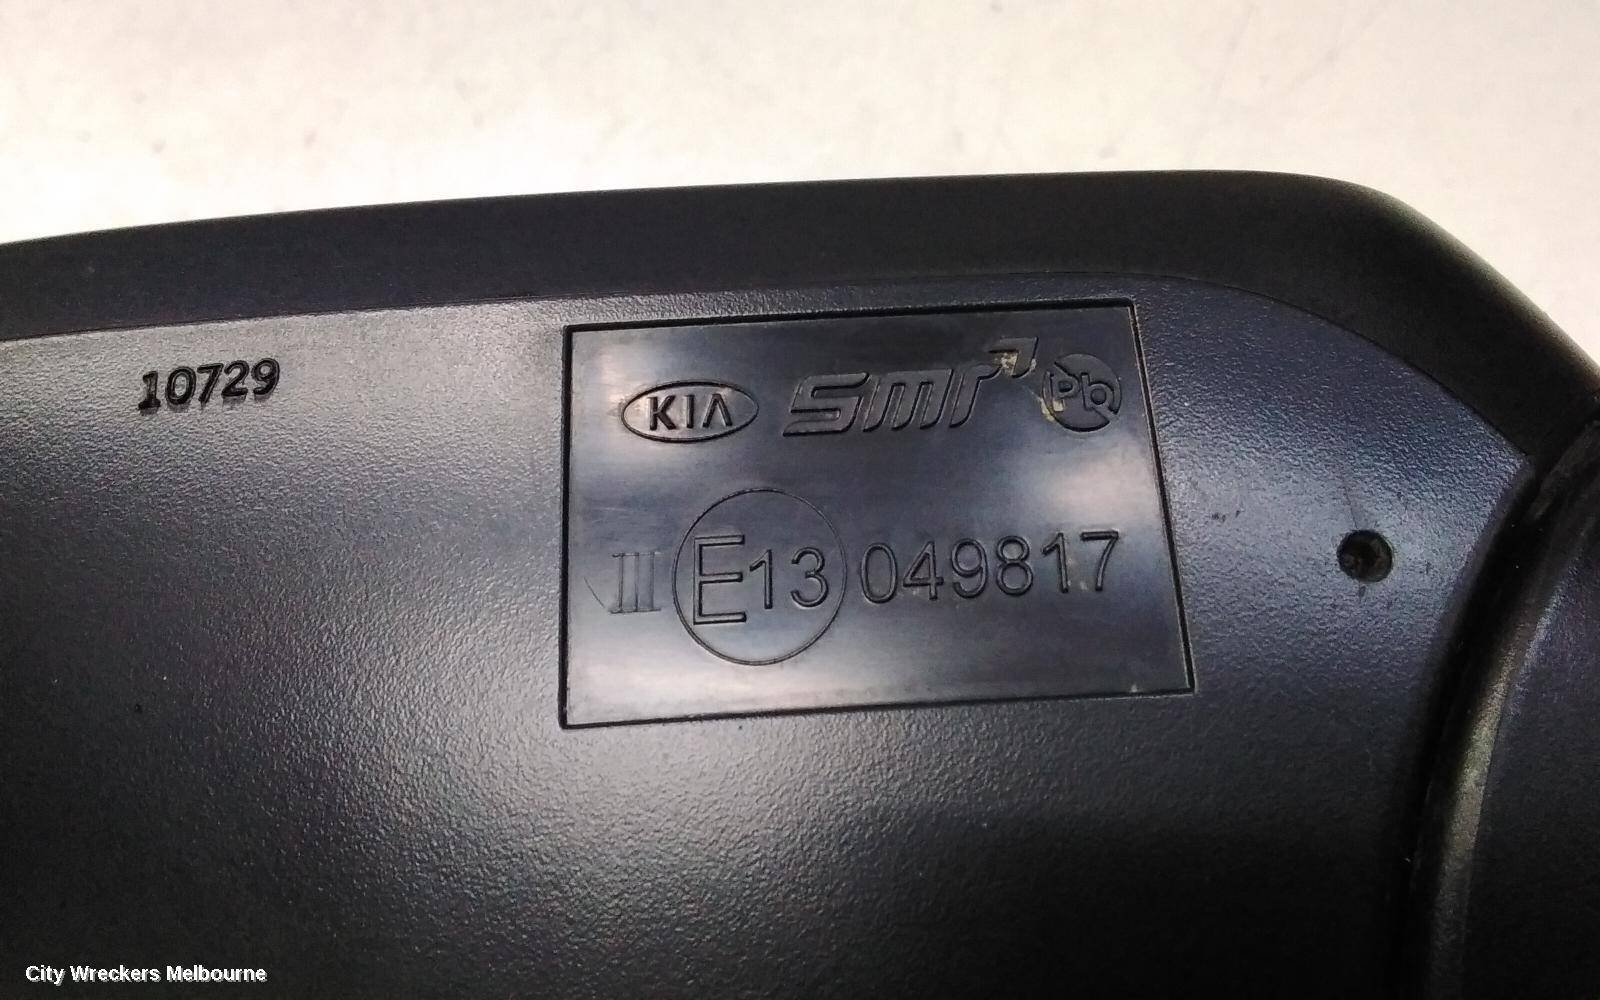 10729
KIA smr Pb
III E13 049817
City Wreckers Melbourne